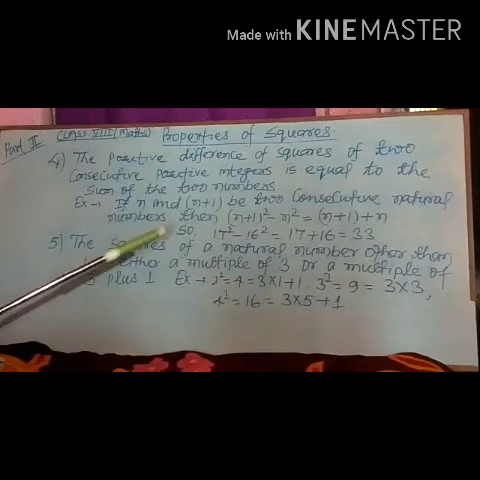 Made with KINEMASTER
Part II
CLASS VIII (Maths) Properties of Squares.
4) The positive difference of squares of two
consecutive positive integers is equal to the
sum of the two numbers
Ex → If n and (n+1) be two consecutive natural
numbers then (n+1)² - n² = (n+1) + n
So, 17² - 16² = 17 + 16 = 33
5) The squares of a natural number other than
either a multiple of 3 or a multiple of
3 plus 1 Ex → 2² = 4 = 3×1+1. 3² = 9 = 3×3,
4² = 16 = 3×5+1